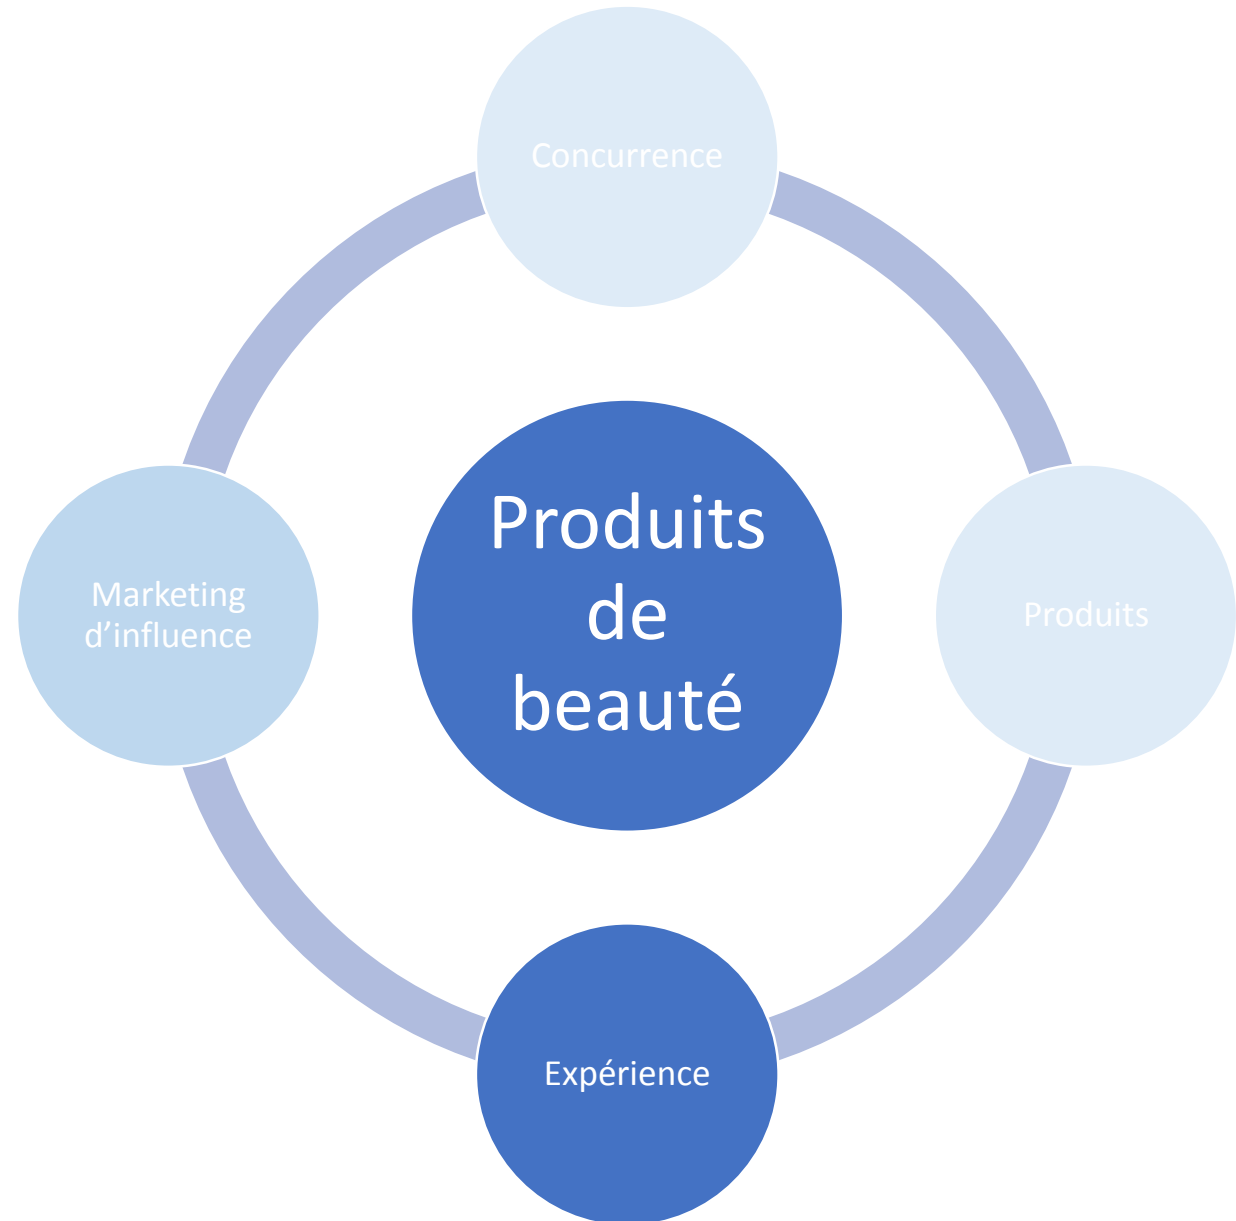 Concurrence
Produits
de
beauté
Marketing
d’influence
Produits
Expérience